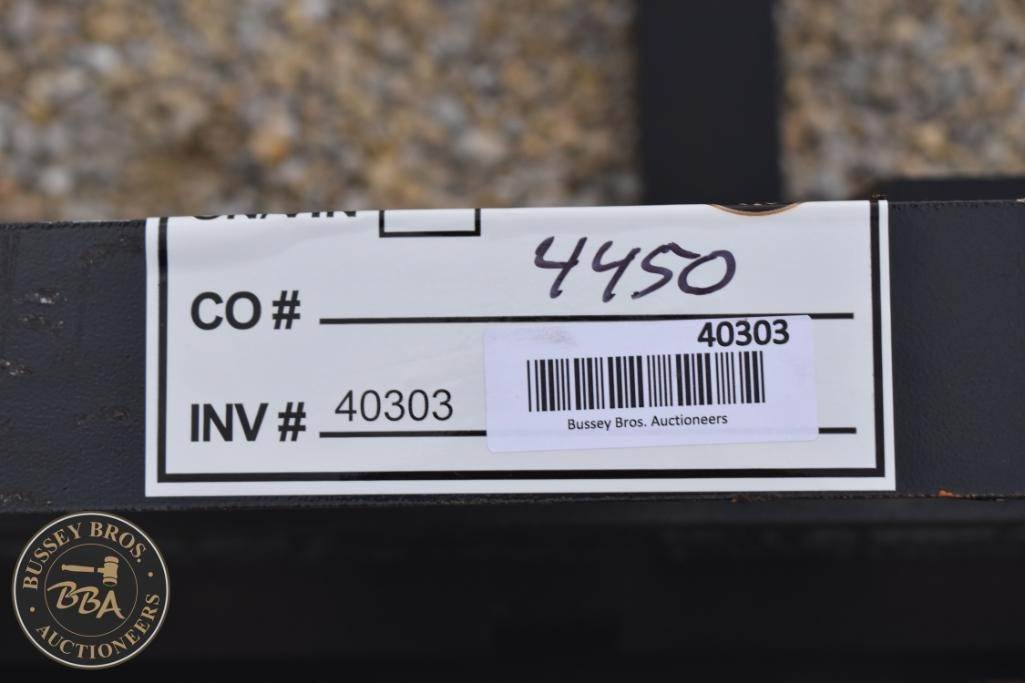 CO # 4450
40303
INV # 40303
Bussey Bros. Auctioneers
BUSSEY BROS.
BBA
AUCTIONEERS